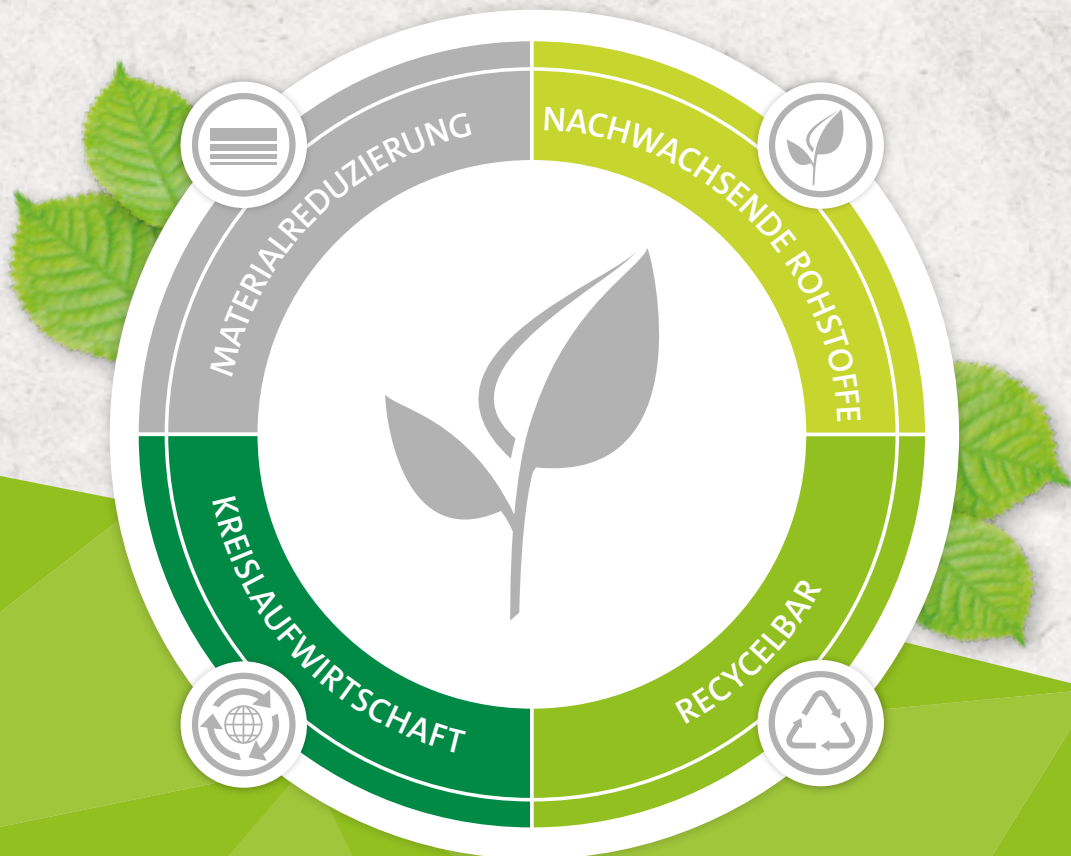 MATERIALREDUZIERUNG
NACHWACHSENDE ROHSTOFFE
KREISLAUFWIRTSCHAFT
RECYCELBAR